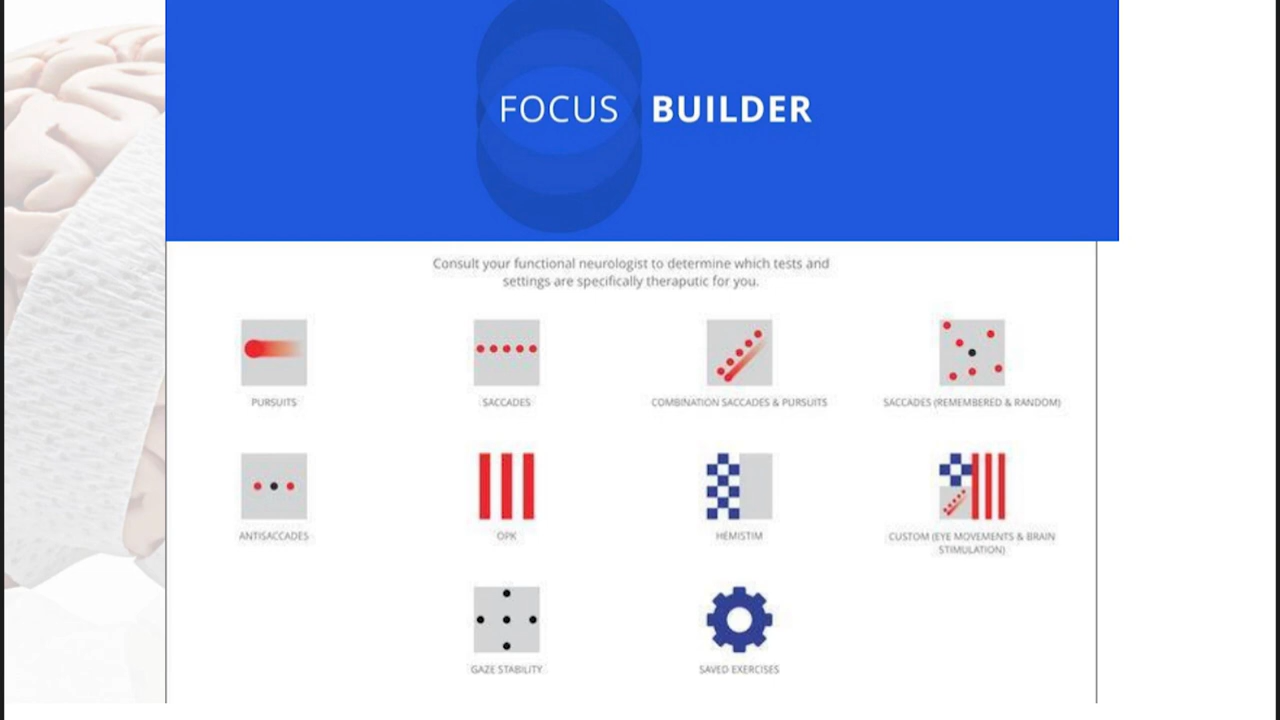 FOCUS BUILDER
Consult your functional neurologist to determine which tests and
settings are specifically theraputic for you.
PURSUITS
SACCADES
COMBINATION SACCADES & PURSUITS
SACCADES (REMEMBERED & RANDOM)
ANTISACCADES
OPK
HEMISTIM
CUSTOM (EYE MOVEMENTS & BRAIN
STIMULATION)
GAZE STABILITY
SAVED EXERCISES